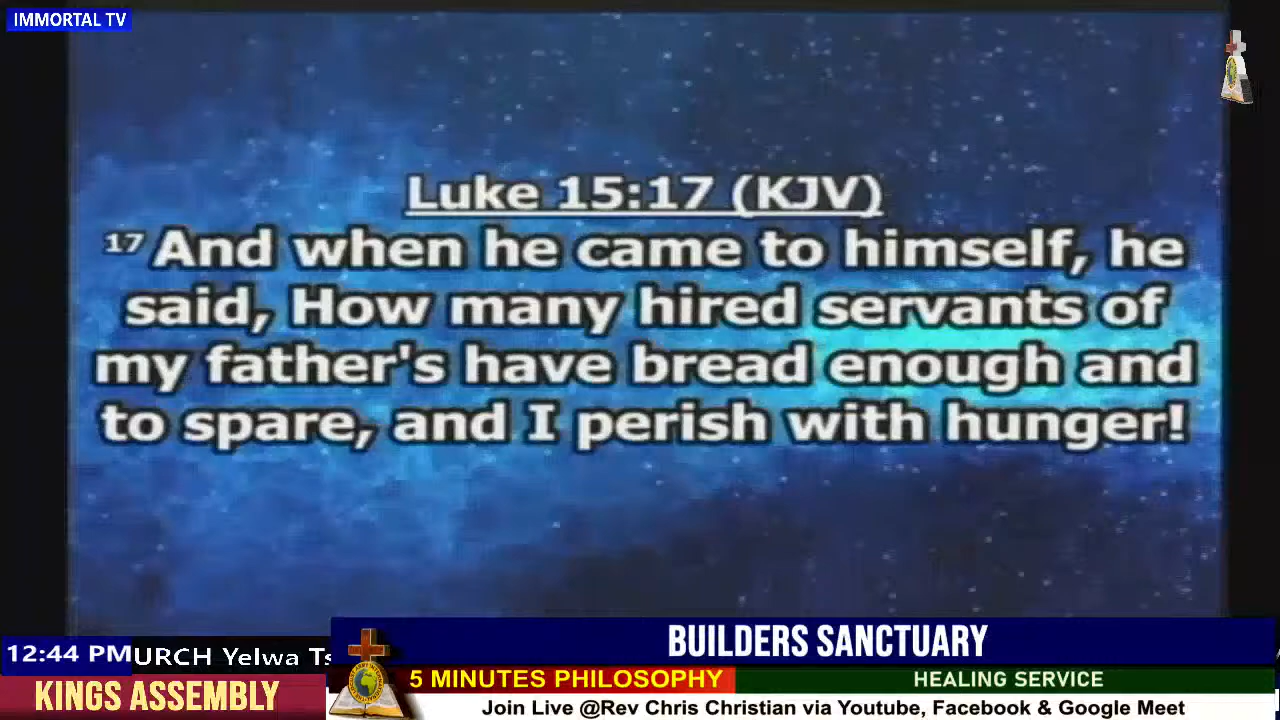 IMMORTAL TV
Luke 15:17 (KJV)
17 And when he came to himself, he
said, How many hired servants of
my father's have bread enough and
to spare, and I perish with hunger!
12:44 PM
URCH Yelwa Ts
BUILDERS SANCTUARY
KINGS ASSEMBLY
5 MINUTES PHILOSOPHY
HEALING SERVICE
Join Live @Rev Chris Christian via Youtube, Facebook & Google Meet